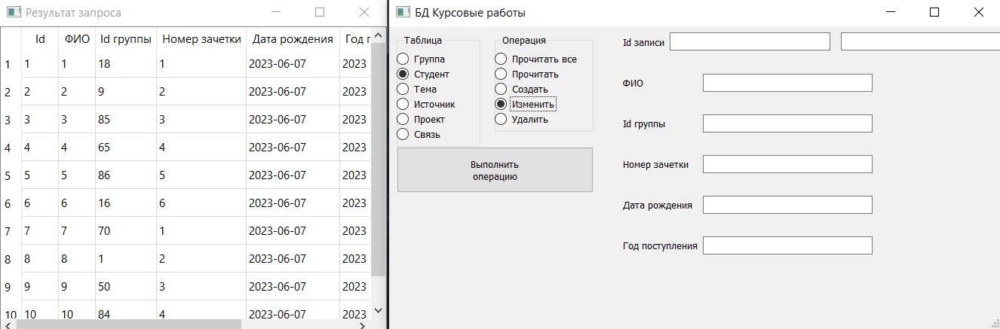 Результат запроса
Id ФИО Id группы Номер зачетки Дата рождения Год п
1 1 1 18 1 2023-06-07 2023
2 2 2 9 2 2023-06-07 2023
3 3 3 85 3 2023-06-07 2023
4 4 4 65 4 2023-06-07 2023
5 5 5 86 5 2023-06-07 2023
6 6 6 16 6 2023-06-07 2023
7 7 7 70 1 2023-06-07 2023
8 8 8 1 2 2023-06-07 2023
9 9 9 50 3 2023-06-07 2023
10 10 10 84 4 2023-06-07 2023
БД Курсовые работы
Таблица
Группа
Студент
Тема
Источник
Проект
Связь
Операция
Прочитать все
Прочитать
Создать
Изменить
Удалить
Выполнить
операцию
Id записи
ФИО
Id группы
Номер зачетки
Дата рождения
Год поступления